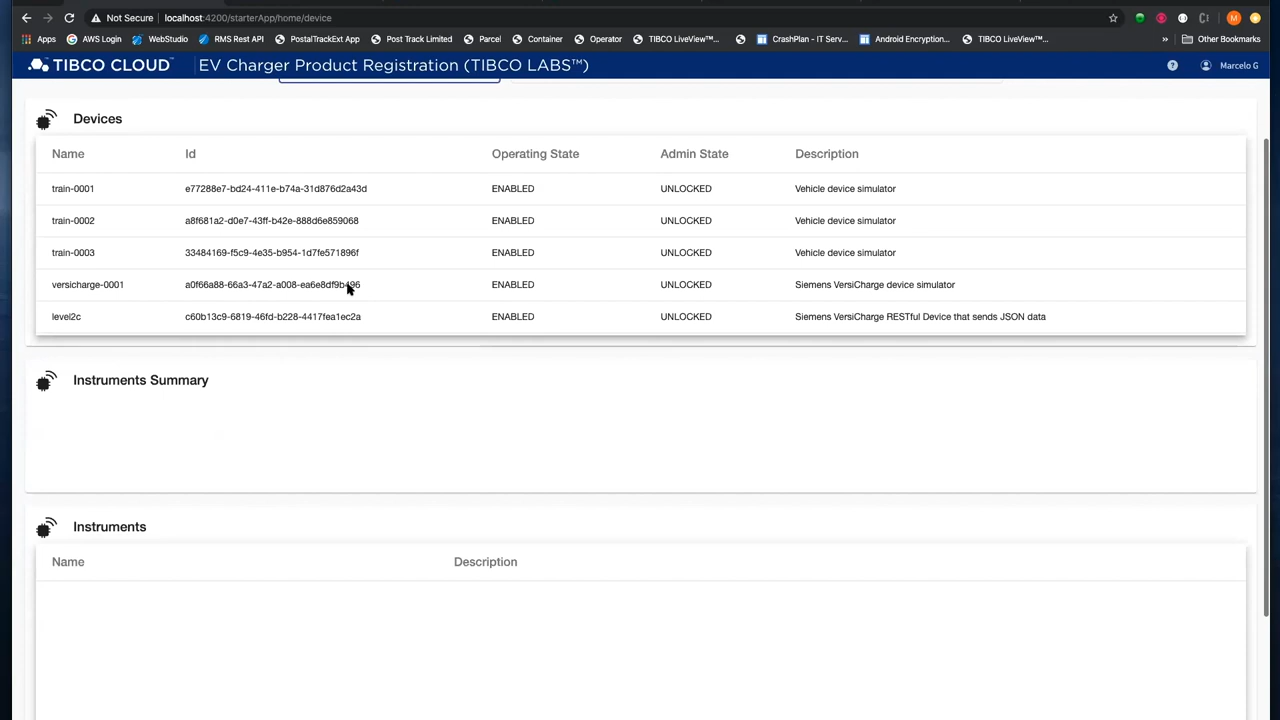 Not Secure localhost:4200/starterApp/home/device M
Apps AWS Login WebStudio RMS Rest API PostalTrackExt App Post Track Limited Parcel Container Operator TIBCO LiveView™... CrashPlan - IT Serv... Android Encryption... TIBCO LiveView™... » Other Bookmarks
TIBCO CLOUD™ EV Charger Product Registration (TIBCO LABS™) ? Marcelo G
Devices
Name Id Operating State Admin State Description
train-0001 e77288e7-bd24-411e-b74a-31d876d2a43d ENABLED UNLOCKED Vehicle device simulator
train-0002 a8f681a2-d0e7-43ff-b42e-888d6e859068 ENABLED UNLOCKED Vehicle device simulator
train-0003 33484169-f5c9-4e35-b954-1d7fe571896f ENABLED UNLOCKED Vehicle device simulator
versicharge-0001 ENABLED UNLOCKED Siemens VersiCharge device simulator
level2c c60b13c9-6819-46fd-b228-4417fea1ec2a ENABLED UNLOCKED Siemens VersiCharge RESTful Device that sends JSON data
Instruments Summary
Instruments
Name Description